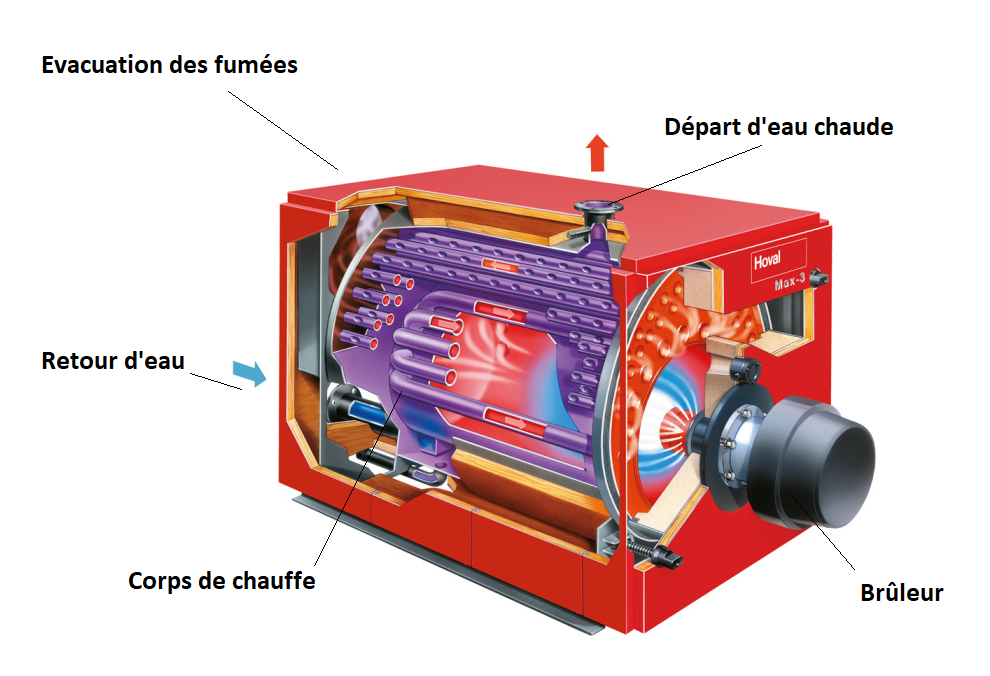 Evacuation des fumées
Départ d'eau chaude
Hoval
Max-3
Retour d'eau
Corps de chauffe
Brûleur